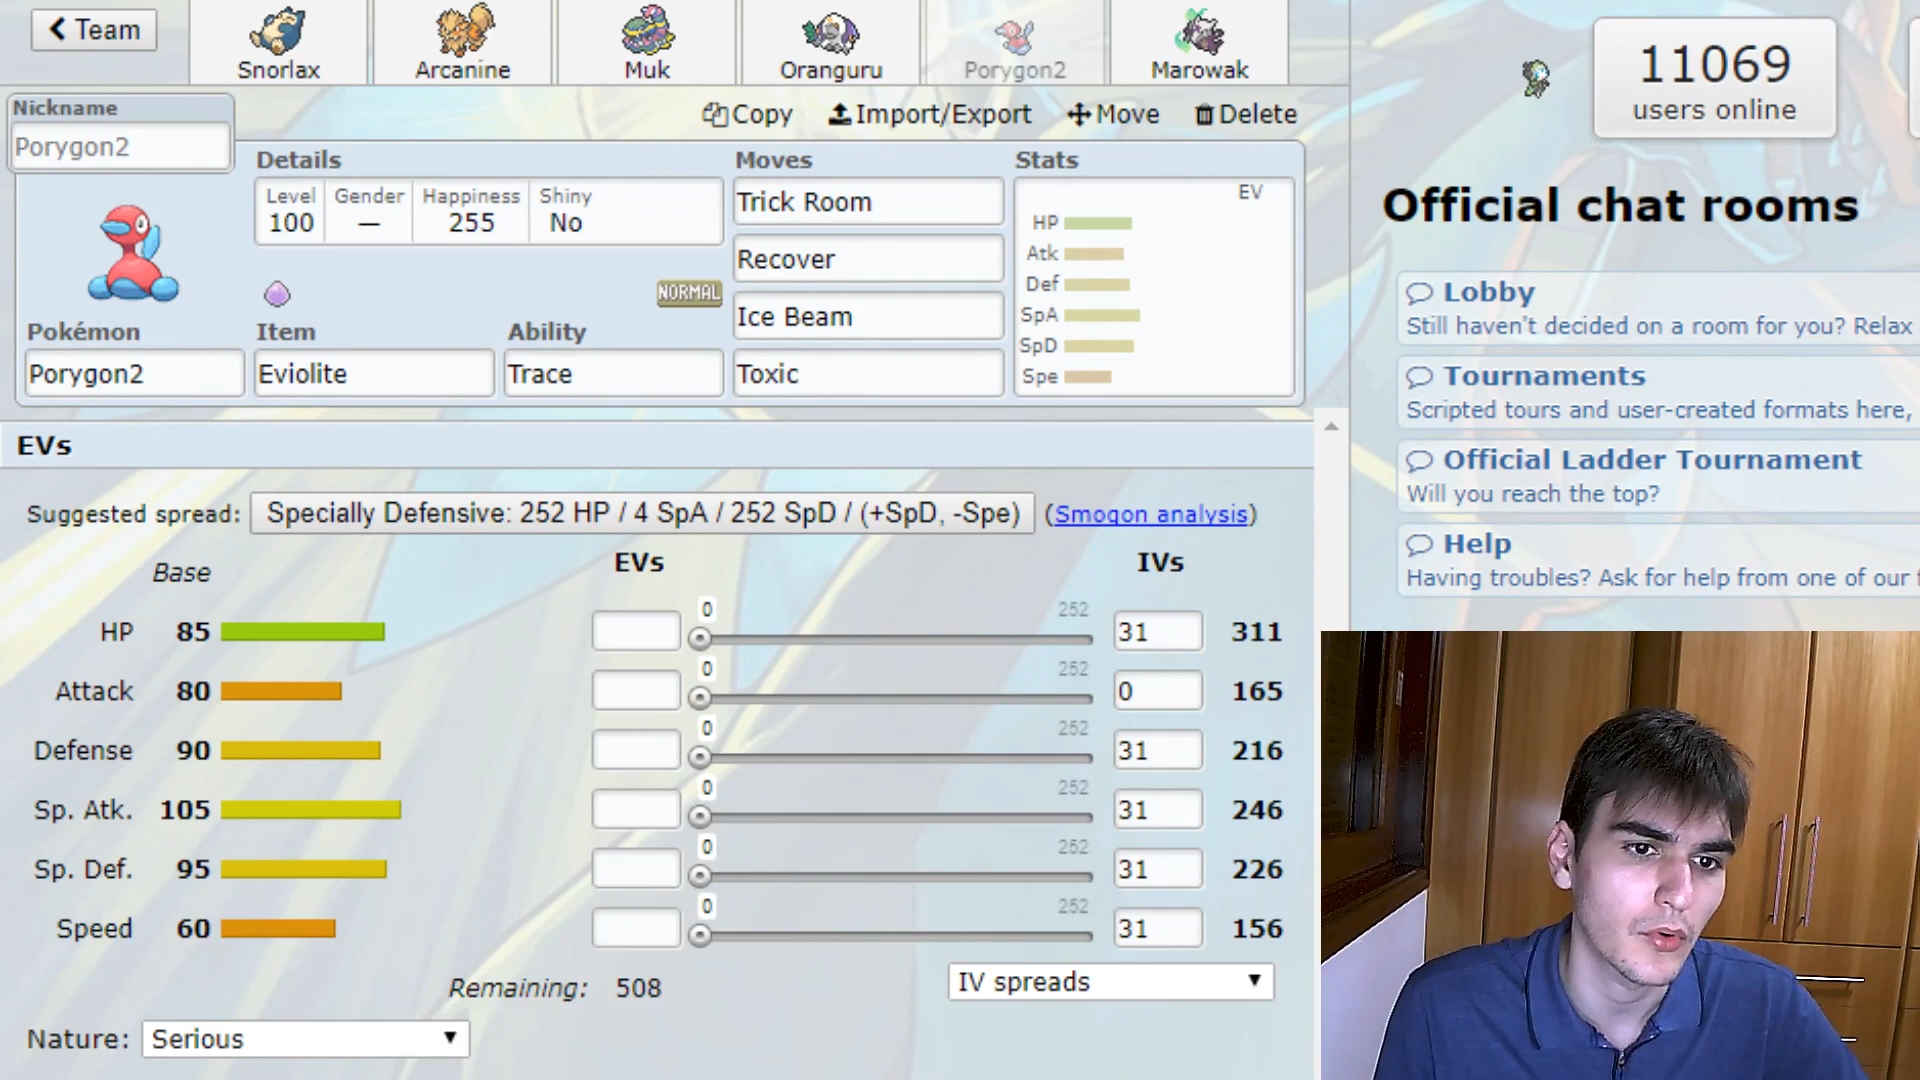 Team
Snorlax
Arcanine
Muk
Oranguru
Porygon2
Marowak
Copy
Import/Export
Move
Delete
Nickname
Porygon2
Details
Level
100
Gender
—
Happiness
255
Shiny
No
NORMAL
Pokémon
Porygon2
Item
Eviolite
Ability
Trace
Moves
Trick Room
Recover
Ice Beam
Toxic
Stats
EV
HP
Atk
Def
SpA
SpD
Spe
EVs
Suggested spread: Specially Defensive: 252 HP / 4 SpA / 252 SpD / (+SpD, -Spe) (Smogon analysis)
Base EVs IVs
HP 85 0 252 31 311
Attack 80 0 252 0 165
Defense 90 0 252 31 216
Sp. Atk. 105 0 252 31 246
Sp. Def. 95 0 252 31 226
Speed 60 0 252 31 156
Remaining: 508
IV spreads
Nature: Serious
11069
users online
Official chat rooms
Lobby
Still haven't decided on a room for you? Relax
Tournaments
Scripted tours and user-created formats here,
Official Ladder Tournament
Will you reach the top?
Help
Having troubles? Ask for help from one of our